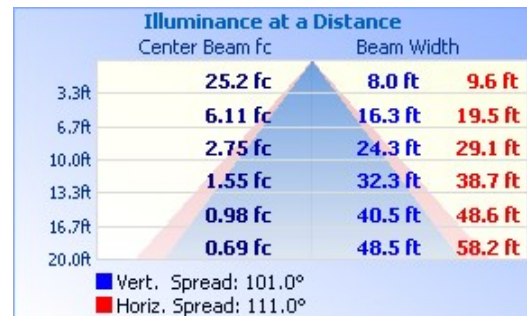 Illuminance at a Distance
Center Beam fc Beam Width
3.3ft 25.2 fc 8.0 ft 9.6 ft
6.7ft 6.11 fc 16.3 ft 19.5 ft
10.0ft 2.75 fc 24.3 ft 29.1 ft
13.3ft 1.55 fc 32.3 ft 38.7 ft
16.7ft 0.98 fc 40.5 ft 48.6 ft
20.0ft 0.69 fc 48.5 ft 58.2 ft
Vert. Spread: 101.0°
Horiz. Spread: 111.0°